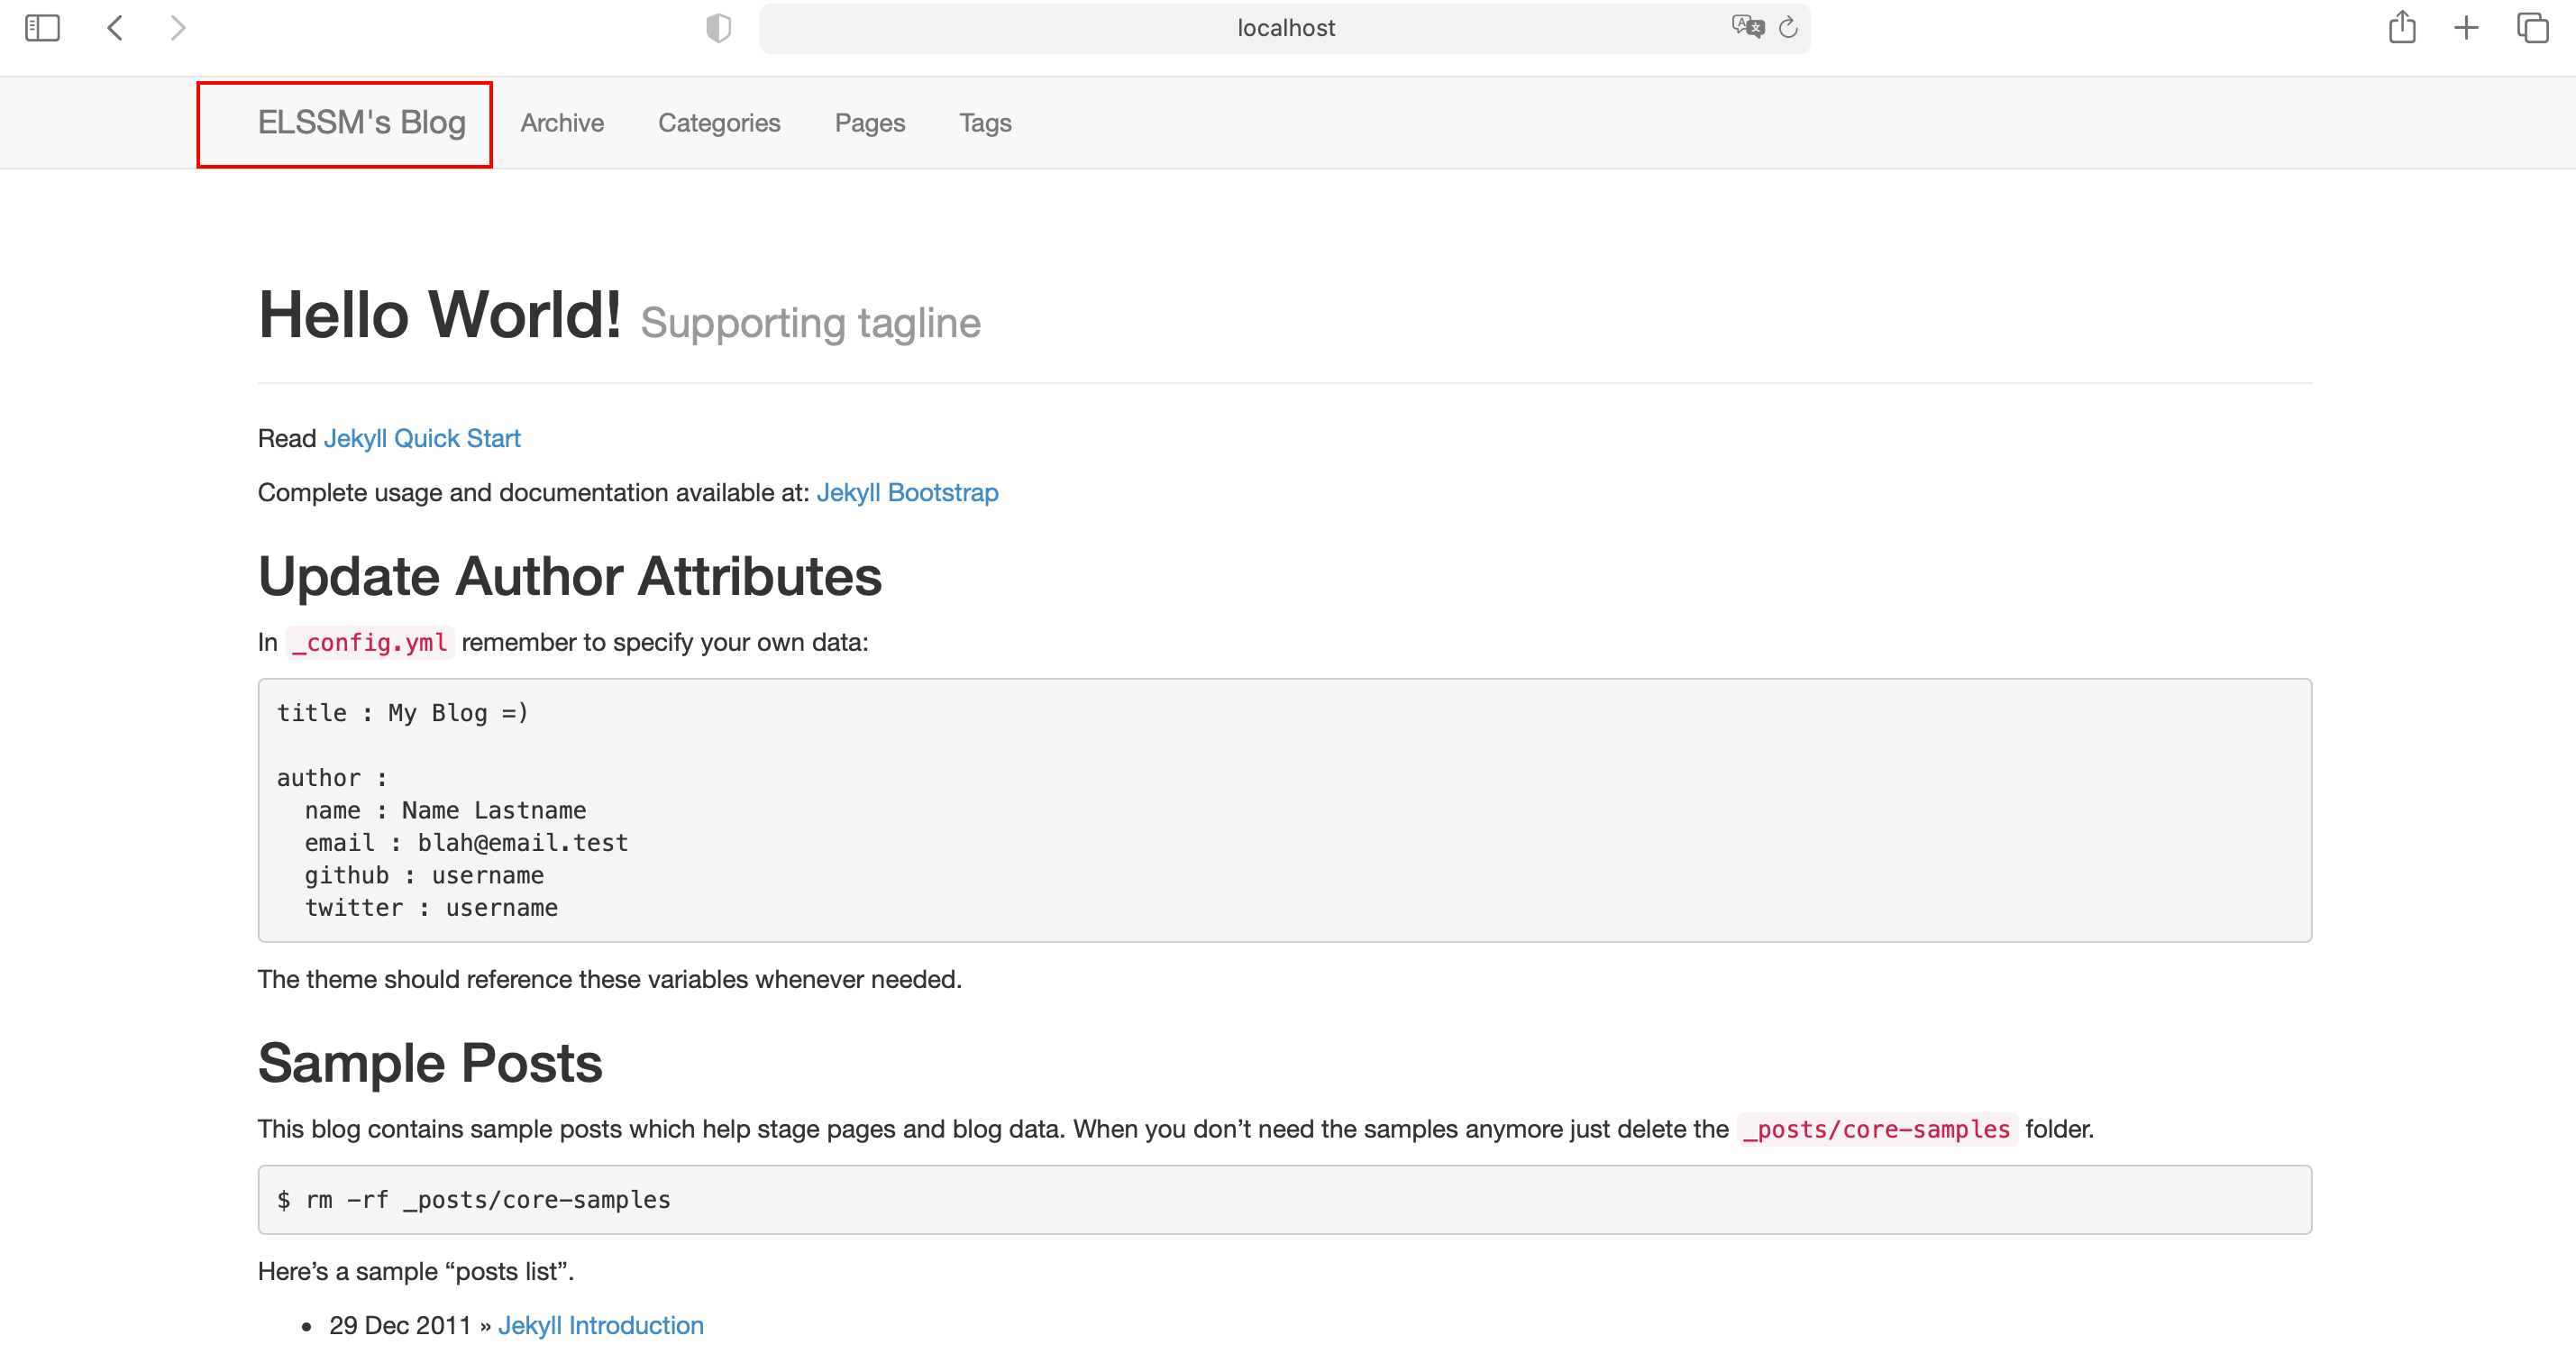 localhost
ELSSM's Blog Archive Categories Pages Tags
Hello World! Supporting tagline
Read Jekyll Quick Start
Complete usage and documentation available at: Jekyll Bootstrap
Update Author Attributes
In _config.yml remember to specify your own data:
title : My Blog =)
author :
name : Name Lastname
email : blah@email.test
github : username
twitter : username
The theme should reference these variables whenever needed.
Sample Posts
This blog contains sample posts which help stage pages and blog data. When you don’t need the samples anymore just delete the _posts/core-samples folder.
$ rm -rf _posts/core-samples
Here’s a sample “posts list”.
• 29 Dec 2011 » Jekyll Introduction